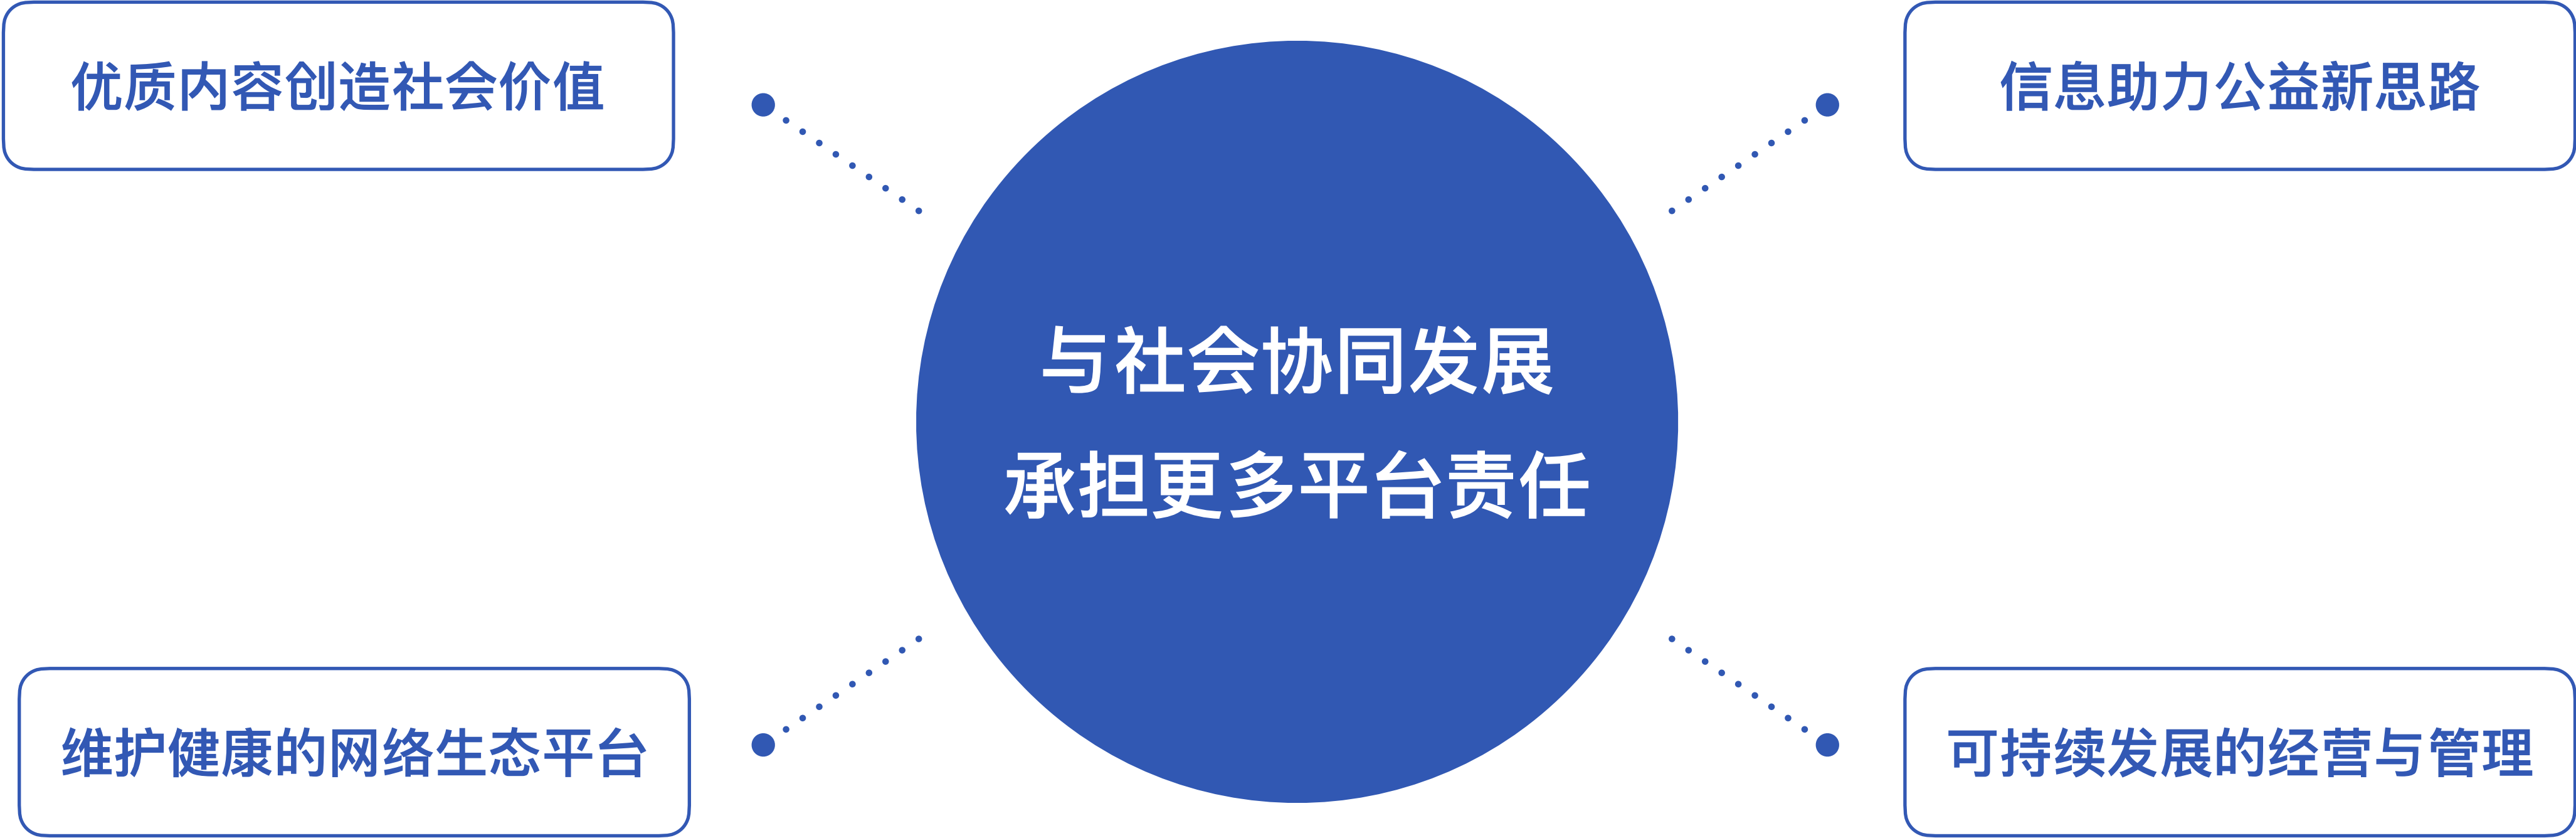 优质内容创造社会价值
信息助力公益新思路
与社会协同发展
承担更多平台责任
维护健康的网络生态平台
可持续发展的经营与管理